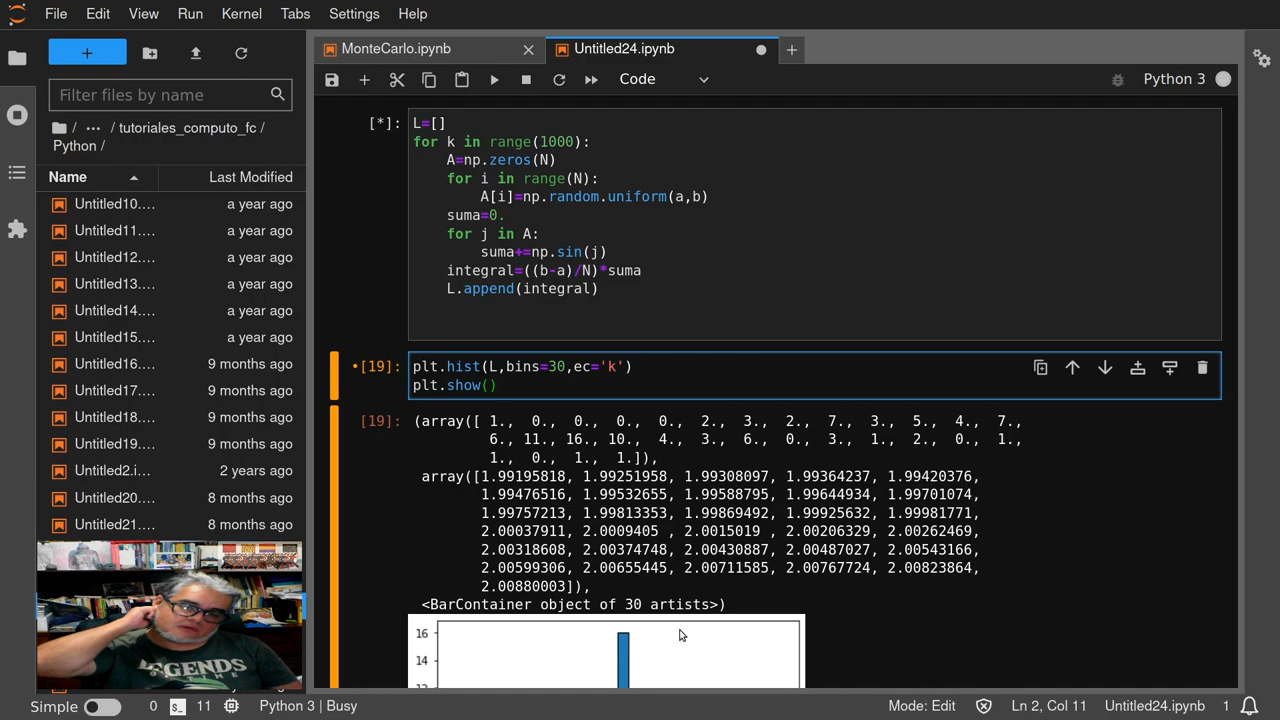 File Edit View Run Kernel Tabs Settings Help
MonteCarlo.ipynb
Untitled24.ipynb
+
Filter files by name
Code
Python 3
/ ··· / tutoriales_computo_fc /
Python /
Name Last Modified
Untitled10.... a year ago
Untitled11.... a year ago
Untitled12.... a year ago
Untitled13.... a year ago
Untitled14.... a year ago
Untitled15.... a year ago
Untitled16.... 9 months ago
Untitled17.... 9 months ago
Untitled18.... 9 months ago
Untitled19.... 9 months ago
Untitled2.i... 2 years ago
Untitled20.... 8 months ago
Untitled21.... 8 months ago
[*]: L=[]
for k in range(1000):
A=np.zeros(N)
for i in range(N):
A[i]=np.random.uniform(a,b)
suma=0.
for j in A:
suma+=np.sin(j)
integral=((b-a)/N)*suma
L.append(integral)
•[19]: plt.hist(L,bins=30,ec='k')
plt.show()
[19]: (array([ 1., 0., 0., 0., 2., 3., 2., 7., 3., 5., 4., 7.,
6., 11., 16., 10., 4., 3., 6., 0., 3., 1., 2., 0., 1.,
1., 0., 1., 1.]),
array([1.99195818, 1.99251958, 1.99308097, 1.99364237, 1.99420376,
1.99476516, 1.99532655, 1.99588795, 1.99644934, 1.99701074,
1.99757213, 1.99813353, 1.99869492, 1.99925632, 1.99981771,
2.00037911, 2.0009405 , 2.0015019 , 2.00206329, 2.00262469,
2.00318608, 2.00374748, 2.00430887, 2.00487027, 2.00543166,
2.00599306, 2.00655445, 2.00711585, 2.00767724, 2.00823864,
2.00880003]),
<BarContainer object of 30 artists>)
16
14
LEGENDS
Simple 0 $_ 11 Python 3 | Busy Mode: Edit Ln 2, Col 11 Untitled24.ipynb 1